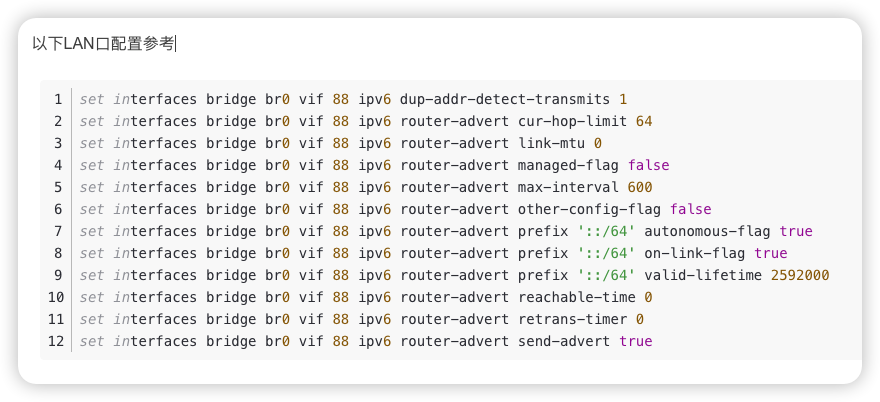 以下LAN口配置参考
1 set interfaces bridge br0 vif 88 ipv6 dup-addr-detect-transmits 1
2 set interfaces bridge br0 vif 88 ipv6 router-advert cur-hop-limit 64
3 set interfaces bridge br0 vif 88 ipv6 router-advert link-mtu 0
4 set interfaces bridge br0 vif 88 ipv6 router-advert managed-flag false
5 set interfaces bridge br0 vif 88 ipv6 router-advert max-interval 600
6 set interfaces bridge br0 vif 88 ipv6 router-advert other-config-flag false
7 set interfaces bridge br0 vif 88 ipv6 router-advert prefix '::/64' autonomous-flag true
8 set interfaces bridge br0 vif 88 ipv6 router-advert prefix '::/64' on-link-flag true
9 set interfaces bridge br0 vif 88 ipv6 router-advert prefix '::/64' valid-lifetime 2592000
10 set interfaces bridge br0 vif 88 ipv6 router-advert reachable-time 0
11 set interfaces bridge br0 vif 88 ipv6 router-advert retrans-timer 0
12 set interfaces bridge br0 vif 88 ipv6 router-advert send-advert true